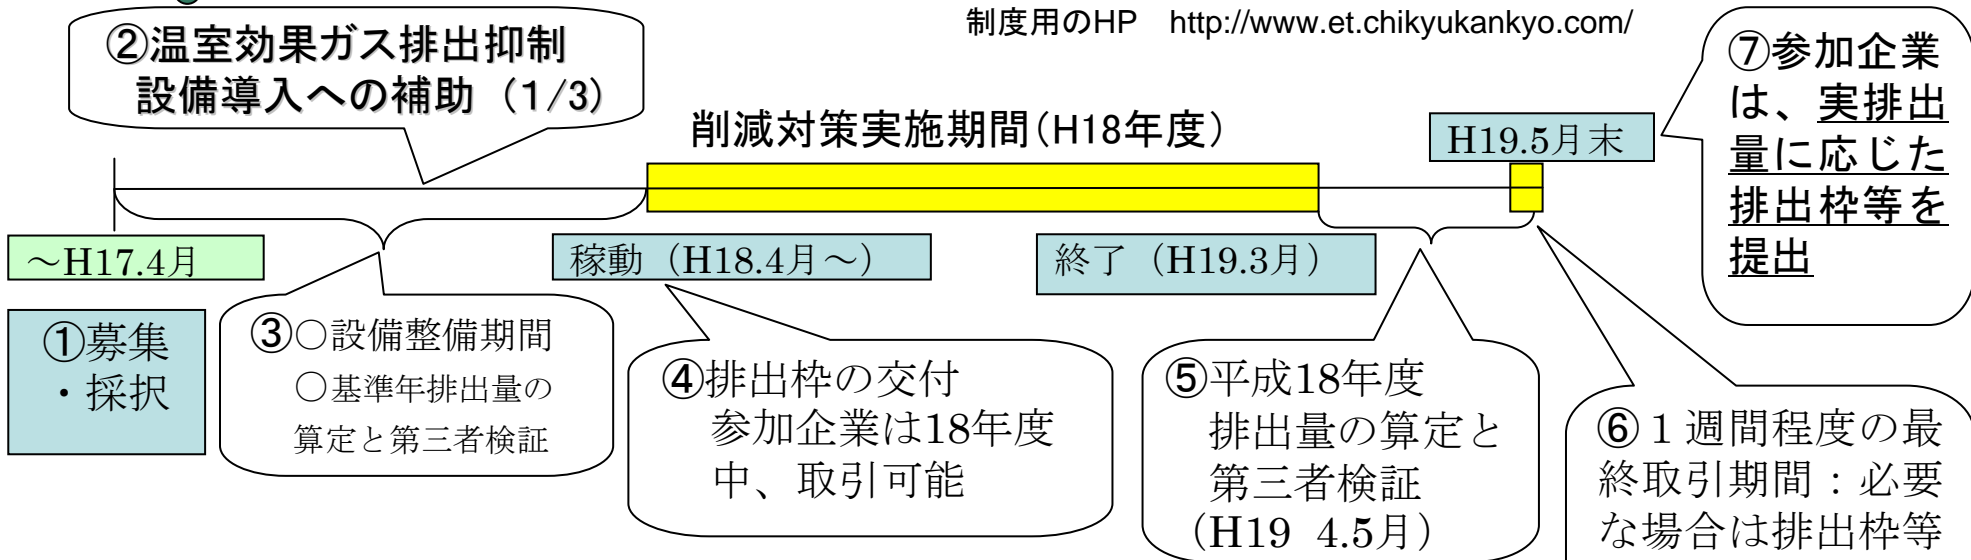 制度用のHP http://www.et.chikyukankyo.com/
②温室効果ガス排出抑制
設備導入への補助（1/3）
削減対策実施期間(H18年度)
H19.5月末
⑦参加企業
は、実排出
量に応じた
排出枠等を
提出
～H17.4月
稼動（H18.4月～）
終了（H19.3月）
①募集
・採択
③○設備整備期間
○基準年排出量の
算定と第三者検証
④排出枠の交付
参加企業は18年度
中、取引可能
⑤平成18年度
排出量の算定と
第三者検証
（H19 4.5月）
⑥１週間程度の最
終取引期間：必要
な場合は排出枠等